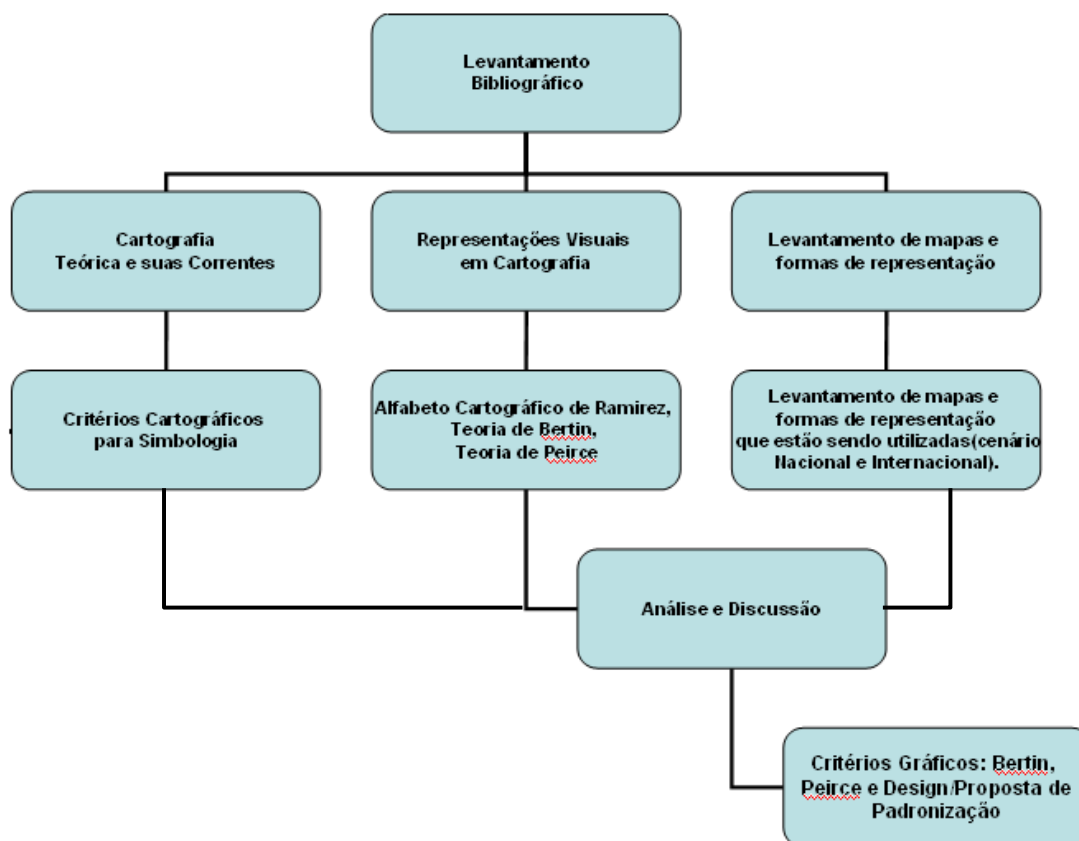 Levantamento
Bibliográfico
Cartografia
Teórica e suas Correntes
Representações Visuais
em Cartografia
Levantamento de mapas e
formas de representação
Critérios Cartográficos
para Simbologia
Alfabeto Cartográfico de Ramirez,
Teoria de Bertin,
Teoria de Peirce
Levantamento de mapas e
formas de representação
que estão sendo utilizadas(cenário
Nacional e Internacional).
Análise e Discussão
Critérios Gráficos: Bertin,
Peirce e Design/Proposta de
Padronização